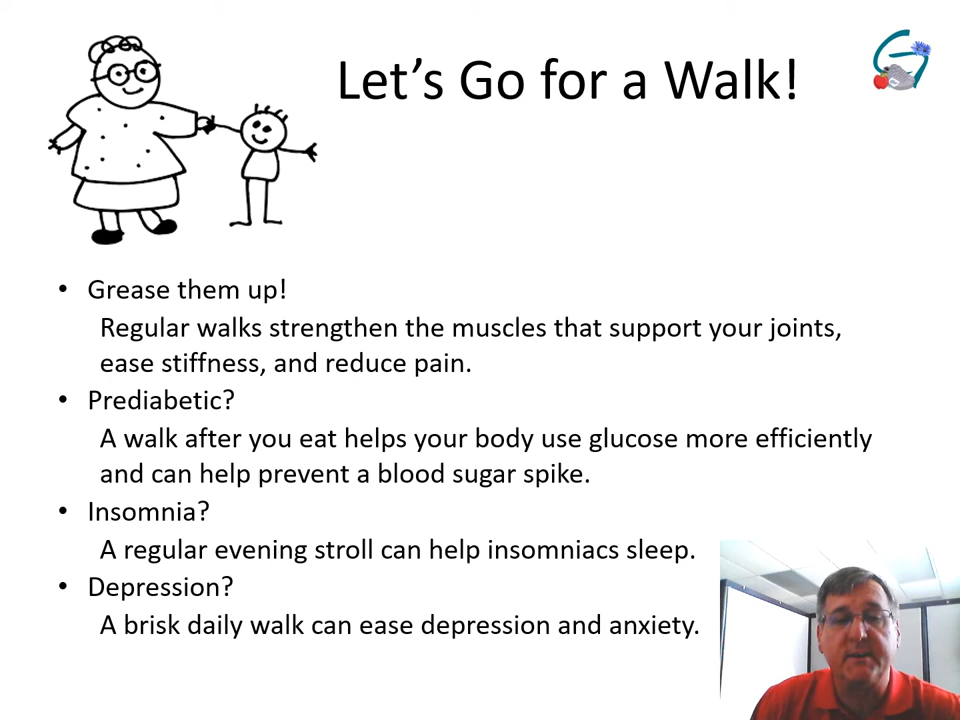 Let’s Go for a Walk!
• Grease them up!
Regular walks strengthen the muscles that support your joints,
ease stiffness, and reduce pain.
• Prediabetic?
A walk after you eat helps your body use glucose more efficiently
and can help prevent a blood sugar spike.
• Insomnia?
A regular evening stroll can help insomniacs sleep.
• Depression?
A brisk daily walk can ease depression and anxiety.